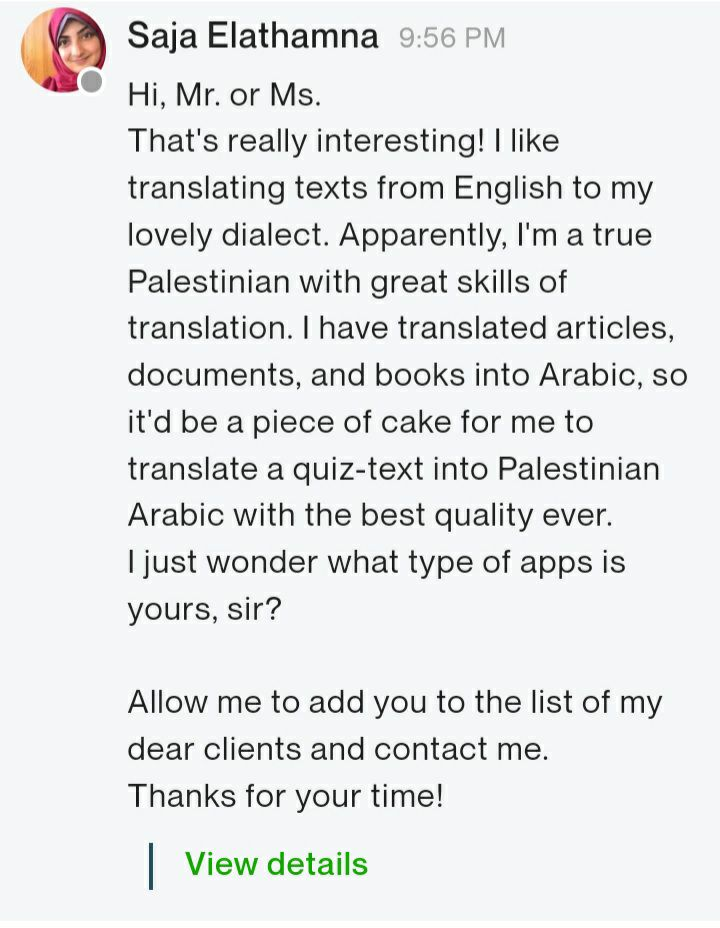 Saja Elathamna 9:56 PM
Hi, Mr. or Ms.
That's really interesting! I like
translating texts from English to my
lovely dialect. Apparently, I'm a true
Palestinian with great skills of
translation. I have translated articles,
documents, and books into Arabic, so
it'd be a piece of cake for me to
translate a quiz-text into Palestinian
Arabic with the best quality ever.
I just wonder what type of apps is
yours, sir?
Allow me to add you to the list of my
dear clients and contact me.
Thanks for your time!
View details